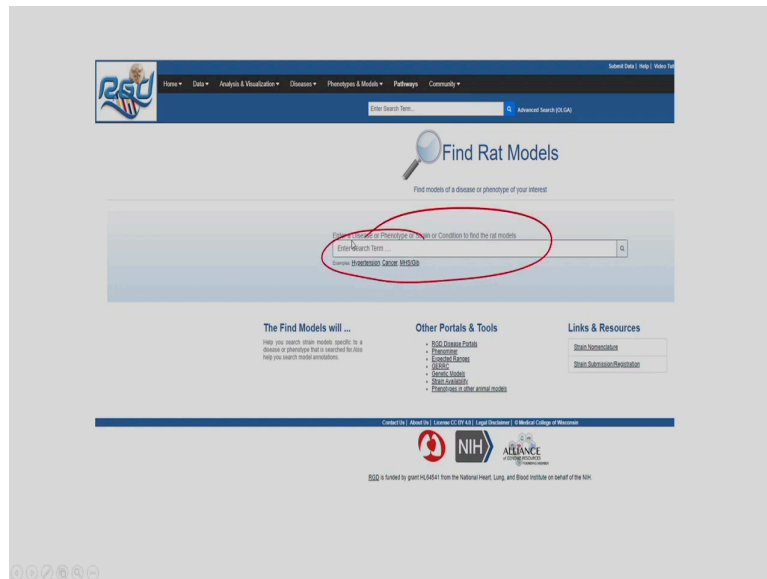 Submit Data | Help | Video Tut
RGD
Home Data Analysis & Visualization Diseases Phenotypes & Models Pathways Community
Enter Search Term... Advanced Search (OLGA)
Find Rat Models
Find models of a disease or phenotype of your interest
Enter a Disease or Phenotype or Strain or Condition to find the rat models
Enter Search Term ...
Examples: Hypertension, Cancer, MHS/Gib
The Find Models will ...
Help you search strain models specific to a
disease or phenotype that is searched for. Also
help you search model annotations.
Other Portals & Tools
RGD Disease Portals
Phenominer
Expected Ranges
GERRC
Genetic Models
Strain Availability
Phenotypes in other animal models
Links & Resources
Strain Nomenclature
Strain Submission/Registration
Contact Us | About Us | License CC BY 4.0 | Legal Disclaimer | © Medical College of Wisconsin
NIH
ALLIANCE
of GENOME RESOURCES
FOUNDING MEMBER
RGD is funded by grant HL64541 from the National Heart, Lung, and Blood Institute on behalf of the NIH.